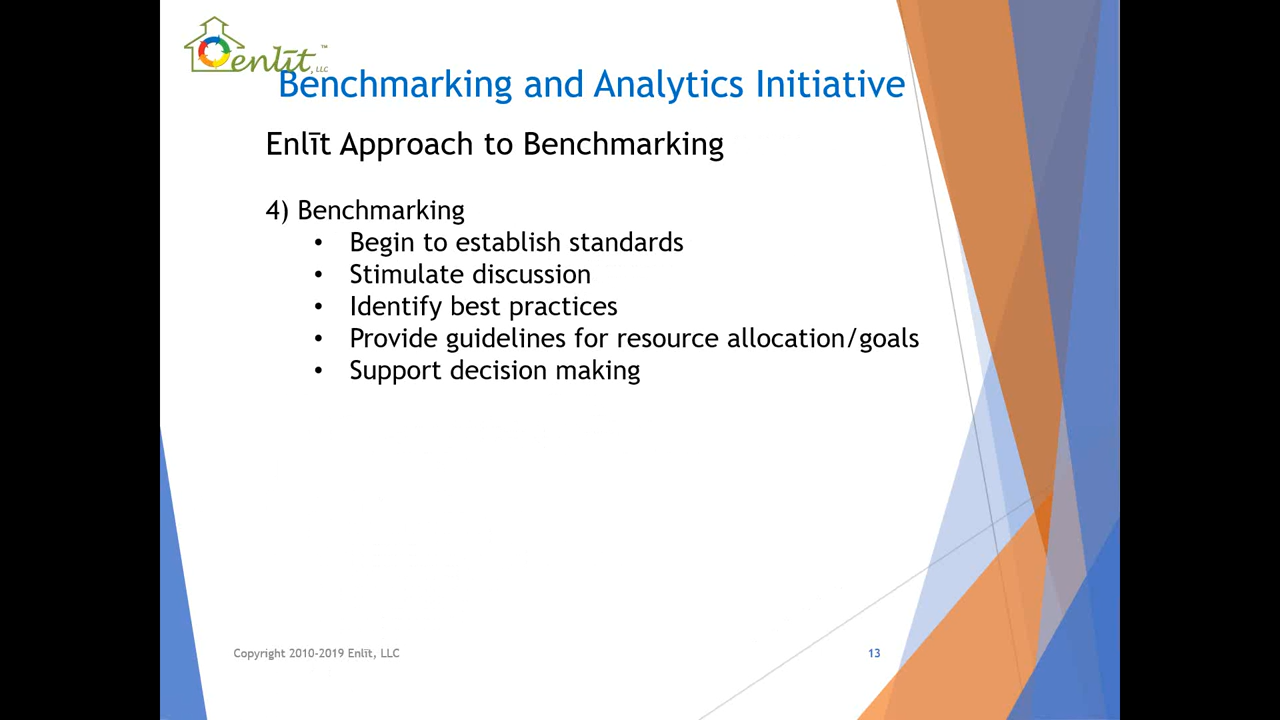 enlīt™, LLC
Benchmarking and Analytics Initiative
Enlīt Approach to Benchmarking
4) Benchmarking
• Begin to establish standards
• Stimulate discussion
• Identify best practices
• Provide guidelines for resource allocation/goals
• Support decision making
Copyright 2010-2019 Enlīt, LLC
13